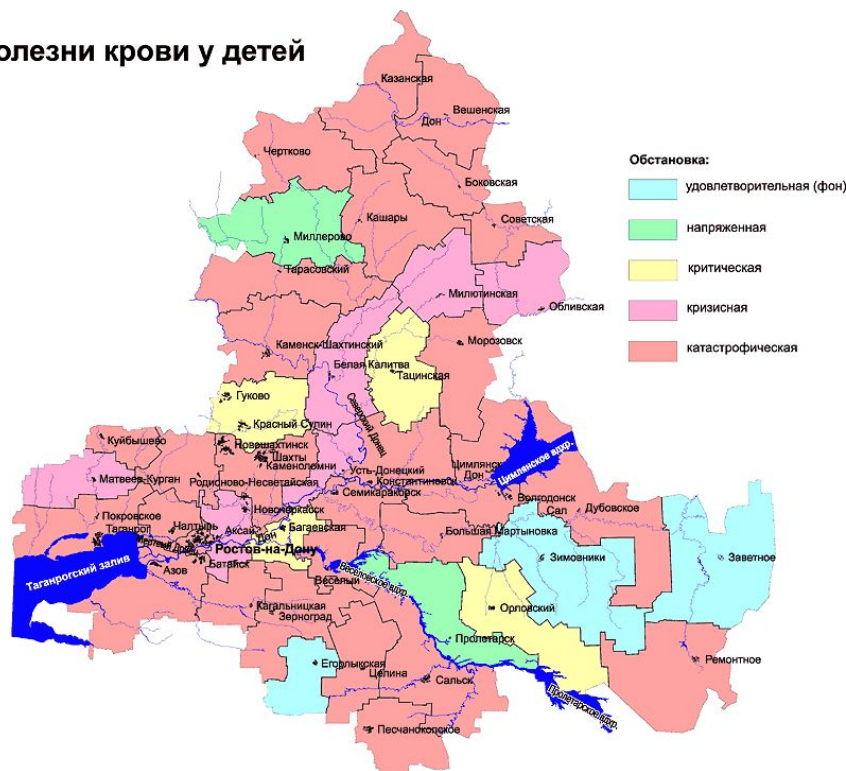 олезни крови у детей
Казанская
Вешенская
Дон
Чертково
Обстановка:
удовлетворительная (фон)
напряженная
критическая
кризисная
катастрофическая
Боковская
Кашары
Советская
Миллерово
Тарасовский
Милютинская
Обливская
Каменск-Шахтинский
Морозовск
Белая Калитва
Тацинская
Гуково
Северский Донец
Красный Сулин
Куйбышево
Новошахтинск
Шахты
Каменоломни
Цимлянское вдхр.
Матвеев-Курган
Родионово-Несветайская
Усть-Донецкий
Константиновск
Цимлянск
Дон
Семикаракорск
Волгодонск
Сал
Дубовское
Покровское
Таганрог
Чалтырь
Новочеркасск
Аксай
Дон
Багаевская
Большая Мартыновка
Мертвый Донец
Ростов-на-Дону
Зимовники
Заветное
Таганрогский залив
Азов
Батайск
Веселый
Веселовское вдхр.
Кагальницкая
Зерноград
Орловский
Пролетарск
Егорлыкская
Целина
Сальск
Ремонтное
Пролетарское вдхр.
Песчанокопское